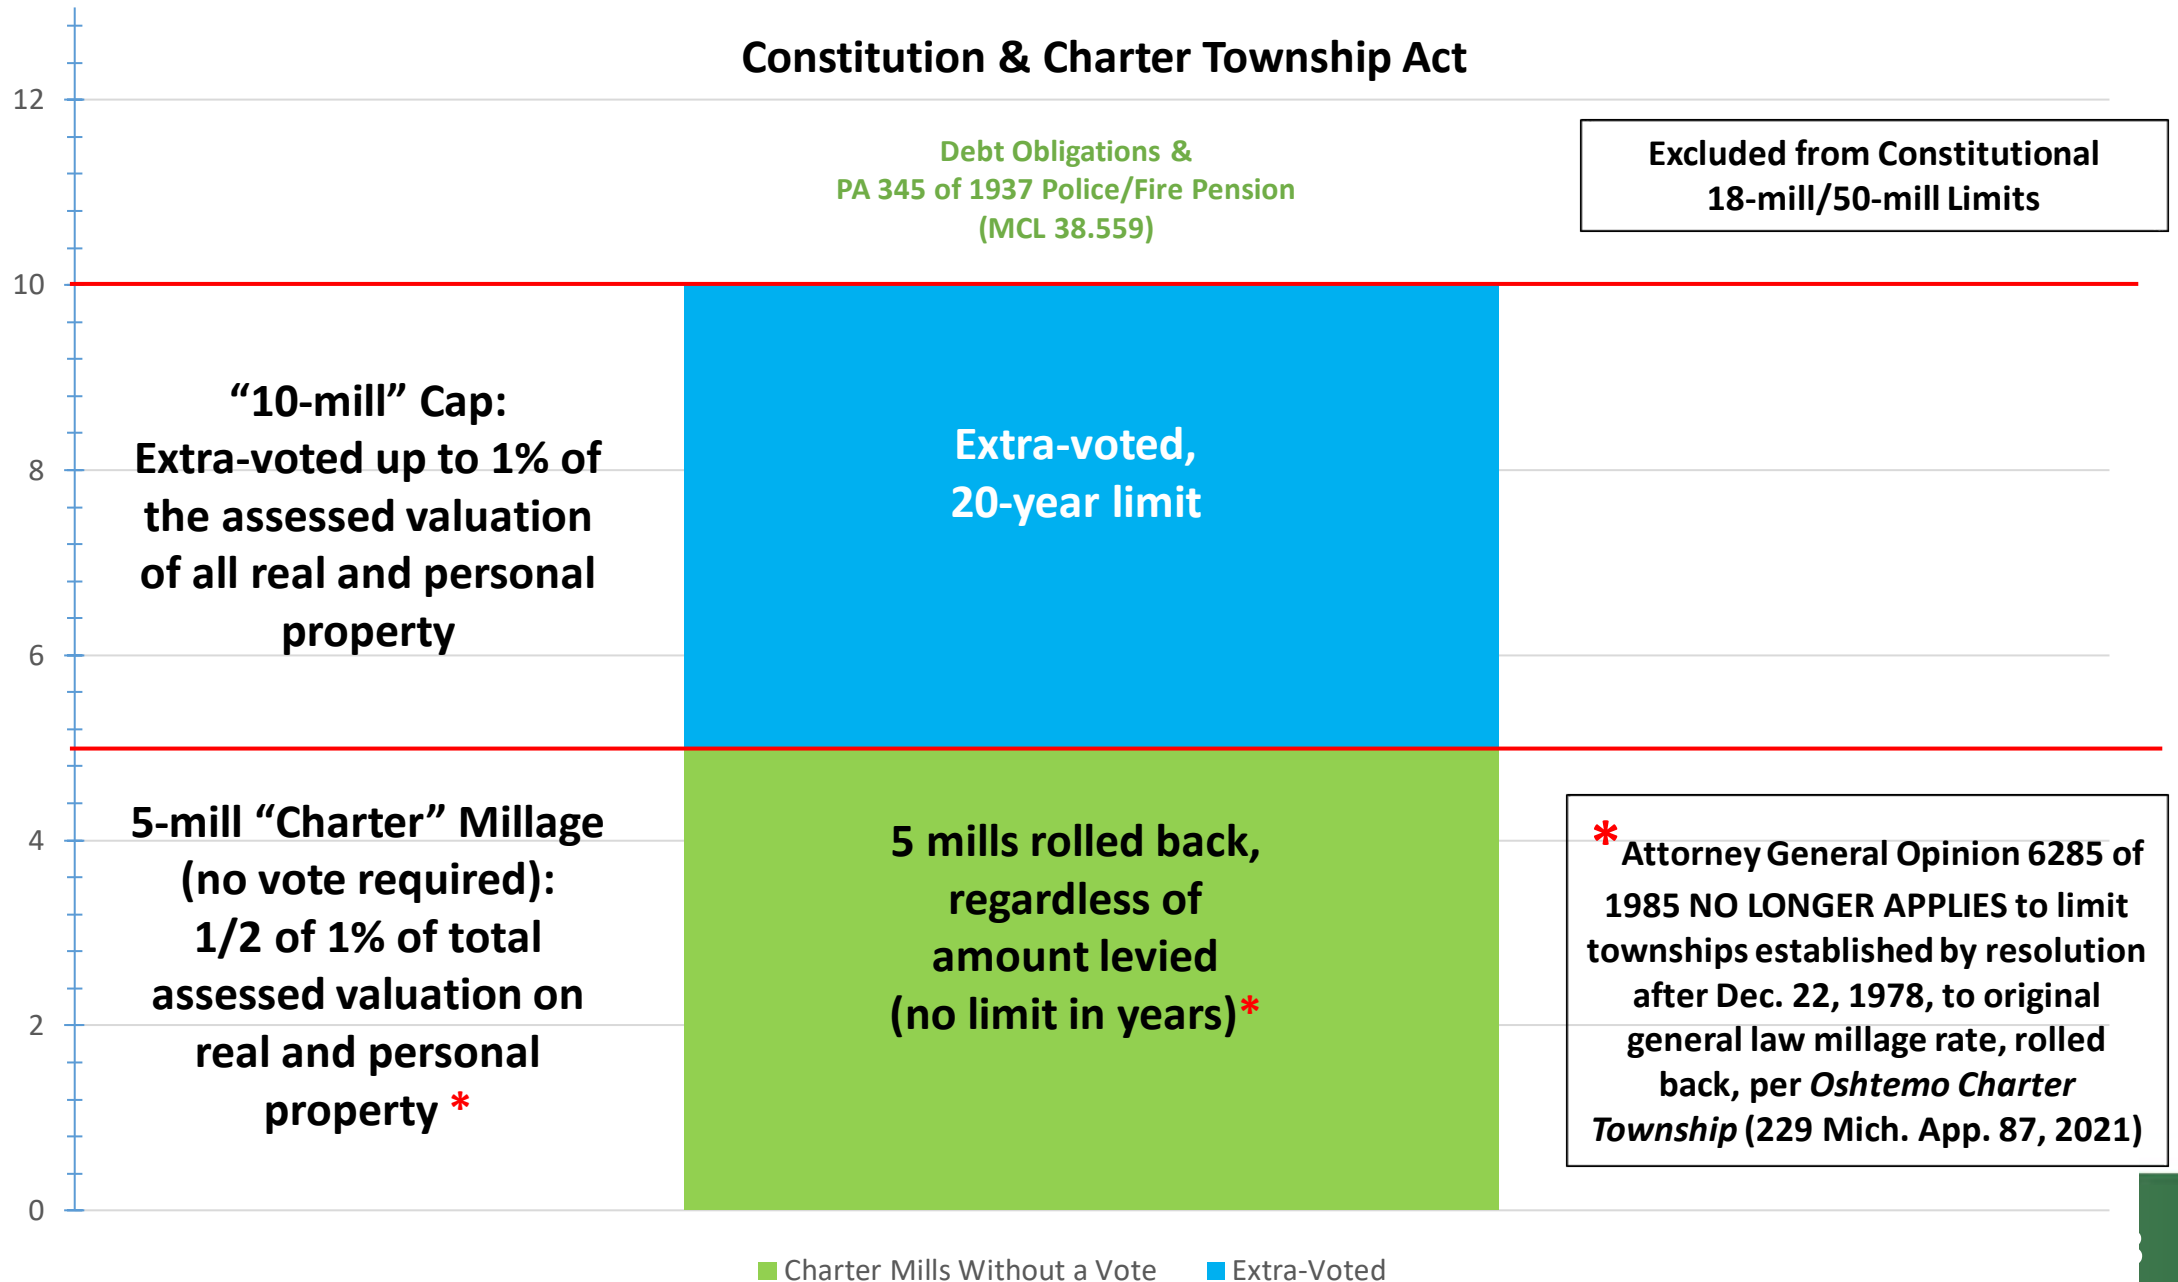 Constitution & Charter Township Act
12
10
8
6
4
2
0
Debt Obligations &
PA 345 of 1937 Police/Fire Pension
(MCL 38.559)
Excluded from Constitutional
18-mill/50-mill Limits
“10-mill” Cap:
Extra-voted up to 1% of
the assessed valuation
of all real and personal
property
Extra-voted,
20-year limit
5-mill “Charter” Millage
(no vote required):
1/2 of 1% of total
assessed valuation on
real and personal
property *
5 mills rolled back,
regardless of
amount levied
(no limit in years)*
* Attorney General Opinion 6285 of
1985 NO LONGER APPLIES to limit
townships established by resolution
after Dec. 22, 1978, to original
general law millage rate, rolled
back, per Oshtemo Charter
Township (229 Mich. App. 87, 2021)
Charter Mills Without a Vote
Extra-Voted